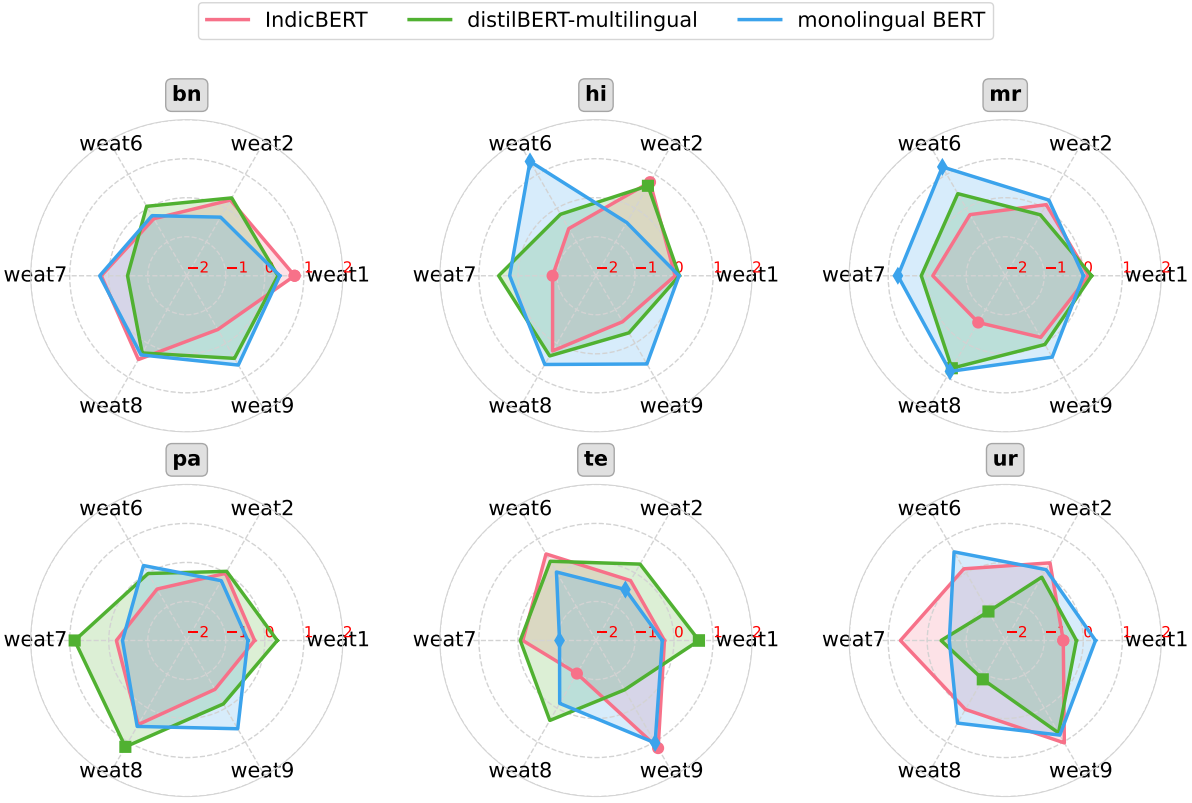 IndicBERT distilBERT-multilingual monolingual BERT
bn hi mr
weat6 weat2 weat6 weat2 weat6 weat2
weat7 −2 −1 0 1 2 weat1 weat7 −2 −1 0 1 2 weat1 weat7 −2 −1 0 1 2 weat1
weat8 weat9 weat8 weat9 weat8 weat9
pa te ur
weat6 weat2 weat6 weat2 weat6 weat2
weat7 −2 −1 0 1 2 weat1 weat7 −2 −1 0 1 2 weat1 weat7 −2 −1 0 1 2 weat1
weat8 weat9 weat8 weat9 weat8 weat9